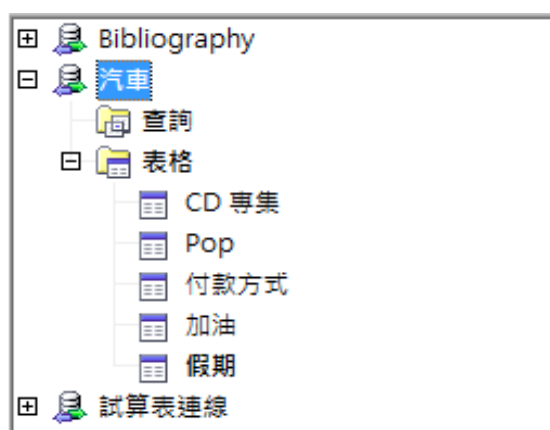 Bibliography
汽車
查詢
表格
CD 專集
Pop
付款方式
加油
假期
試算表連線